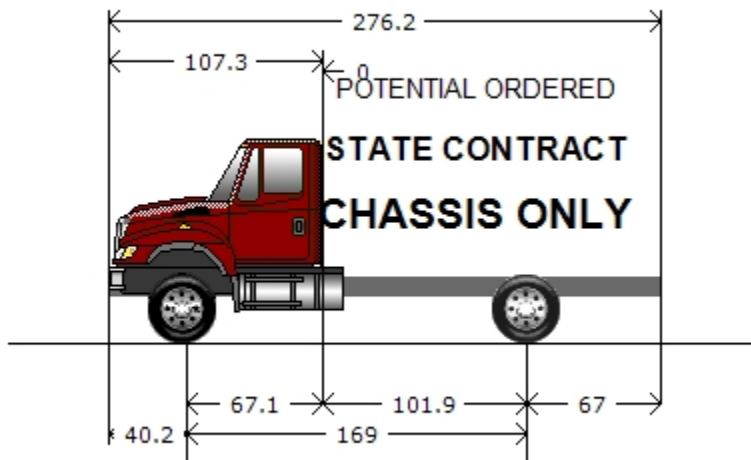 276.2
107.3
0
POTENTIAL ORDERED
STATE CONTRACT
CHASSIS ONLY
67.1 101.9 67
40.2 169